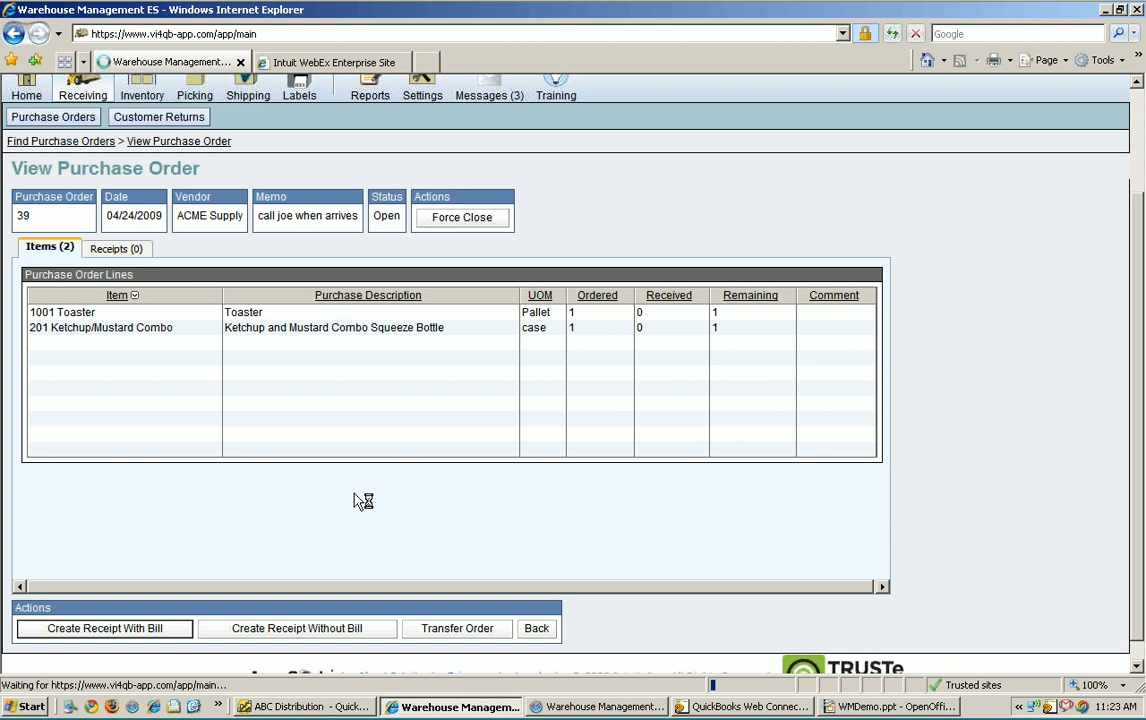 Warehouse Management ES - Windows Internet Explorer
https://www.vi4qb-app.com/app/main
Google
Warehouse Management...
Intuit WebEx Enterprise Site
Page
Tools
Home
Receiving
Inventory
Picking
Shipping
Labels
Reports
Settings
Messages (3)
Training
Purchase Orders
Customer Returns
Find Purchase Orders > View Purchase Order
View Purchase Order
Purchase Order Date Vendor Memo Status Actions
39 04/24/2009 ACME Supply call joe when arrives Open Force Close
Items (2) Receipts (0)
Purchase Order Lines
Item Purchase Description UOM Ordered Received Remaining Comment
1001 Toaster Toaster Pallet 1 0 1
201 Ketchup/Mustard Combo Ketchup and Mustard Combo Squeeze Bottle case 1 0 1
Actions
Create Receipt With Bill Create Receipt Without Bill Transfer Order Back
TRUSTe
Waiting for https://www.vi4qb-app.com/app/main...
Trusted sites
100%
Start
ABC Distribution - Quick...
Warehouse Managem...
Warehouse Management...
QuickBooks Web Connec...
WMDemo.ppt - OpenOffi...
11:23 AM